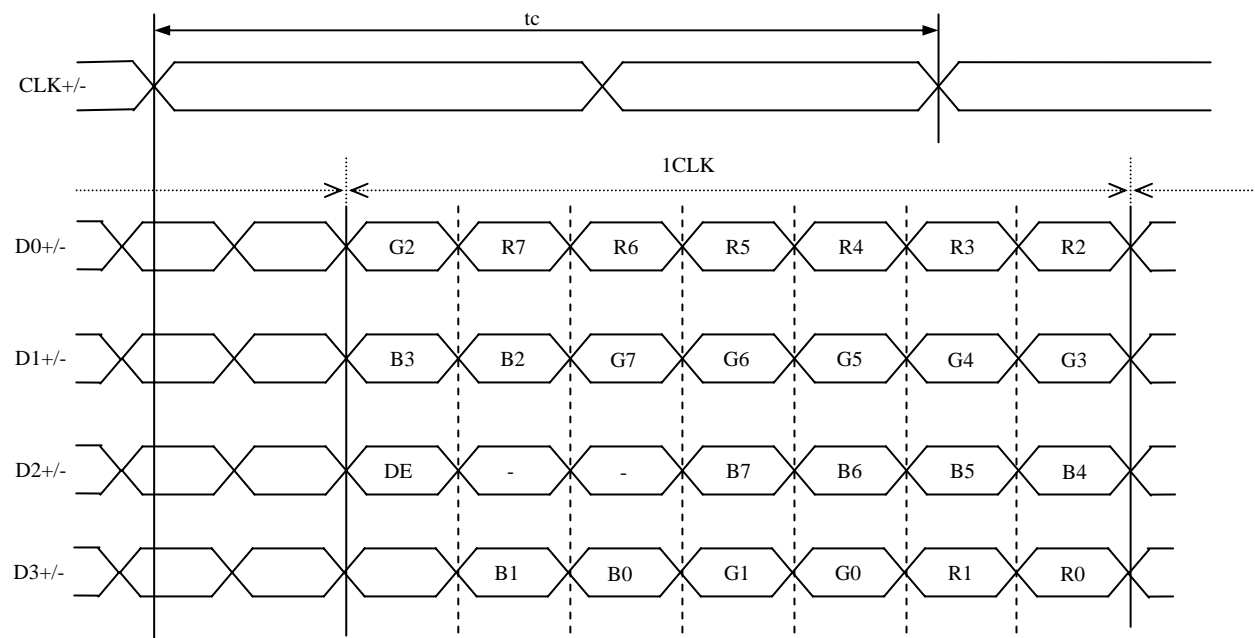 tc
CLK+/-
1CLK
D0+/- G2 R7 R6 R5 R4 R3 R2
D1+/- B3 B2 G7 G6 G5 G4 G3
D2+/- DE - - B7 B6 B5 B4
D3+/- B1 B0 G1 G0 R1 R0